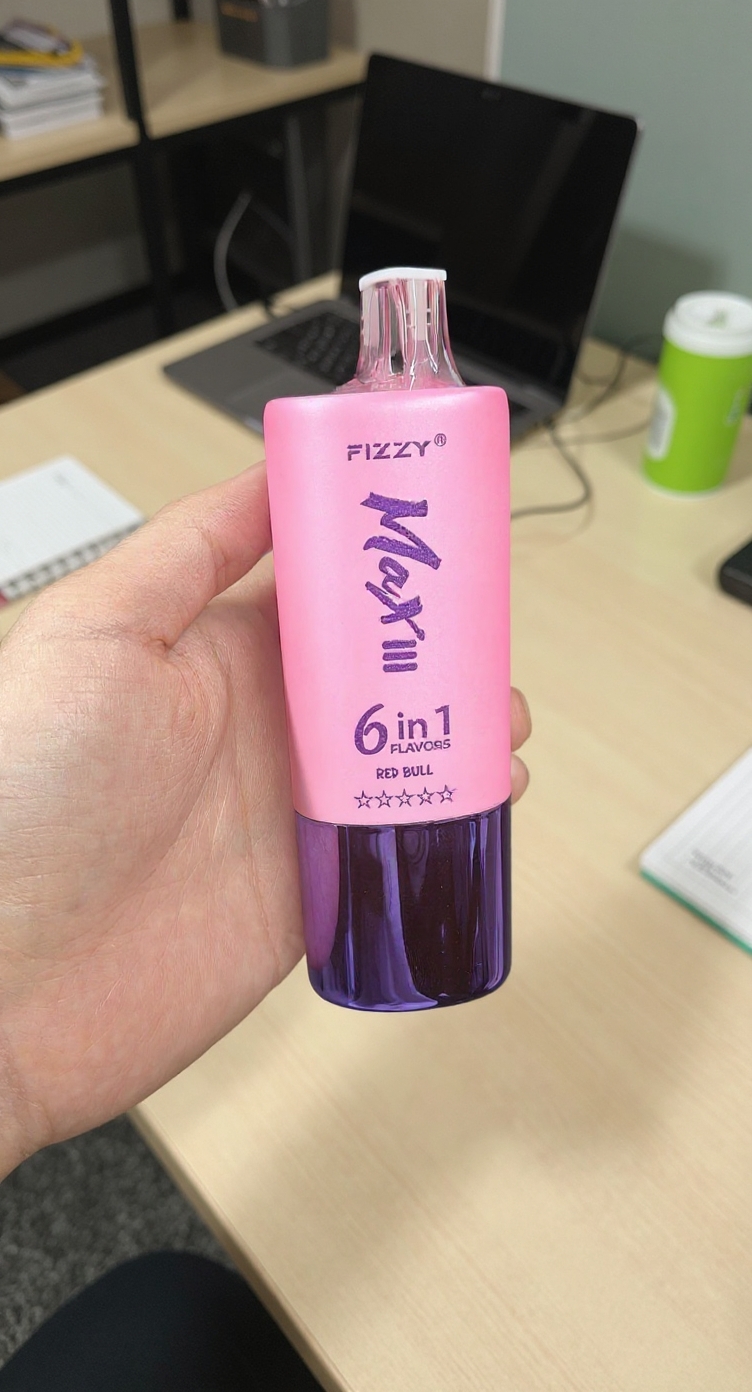 FIZZY®
Max III
6 in 1
FLAVORS
RED BULL